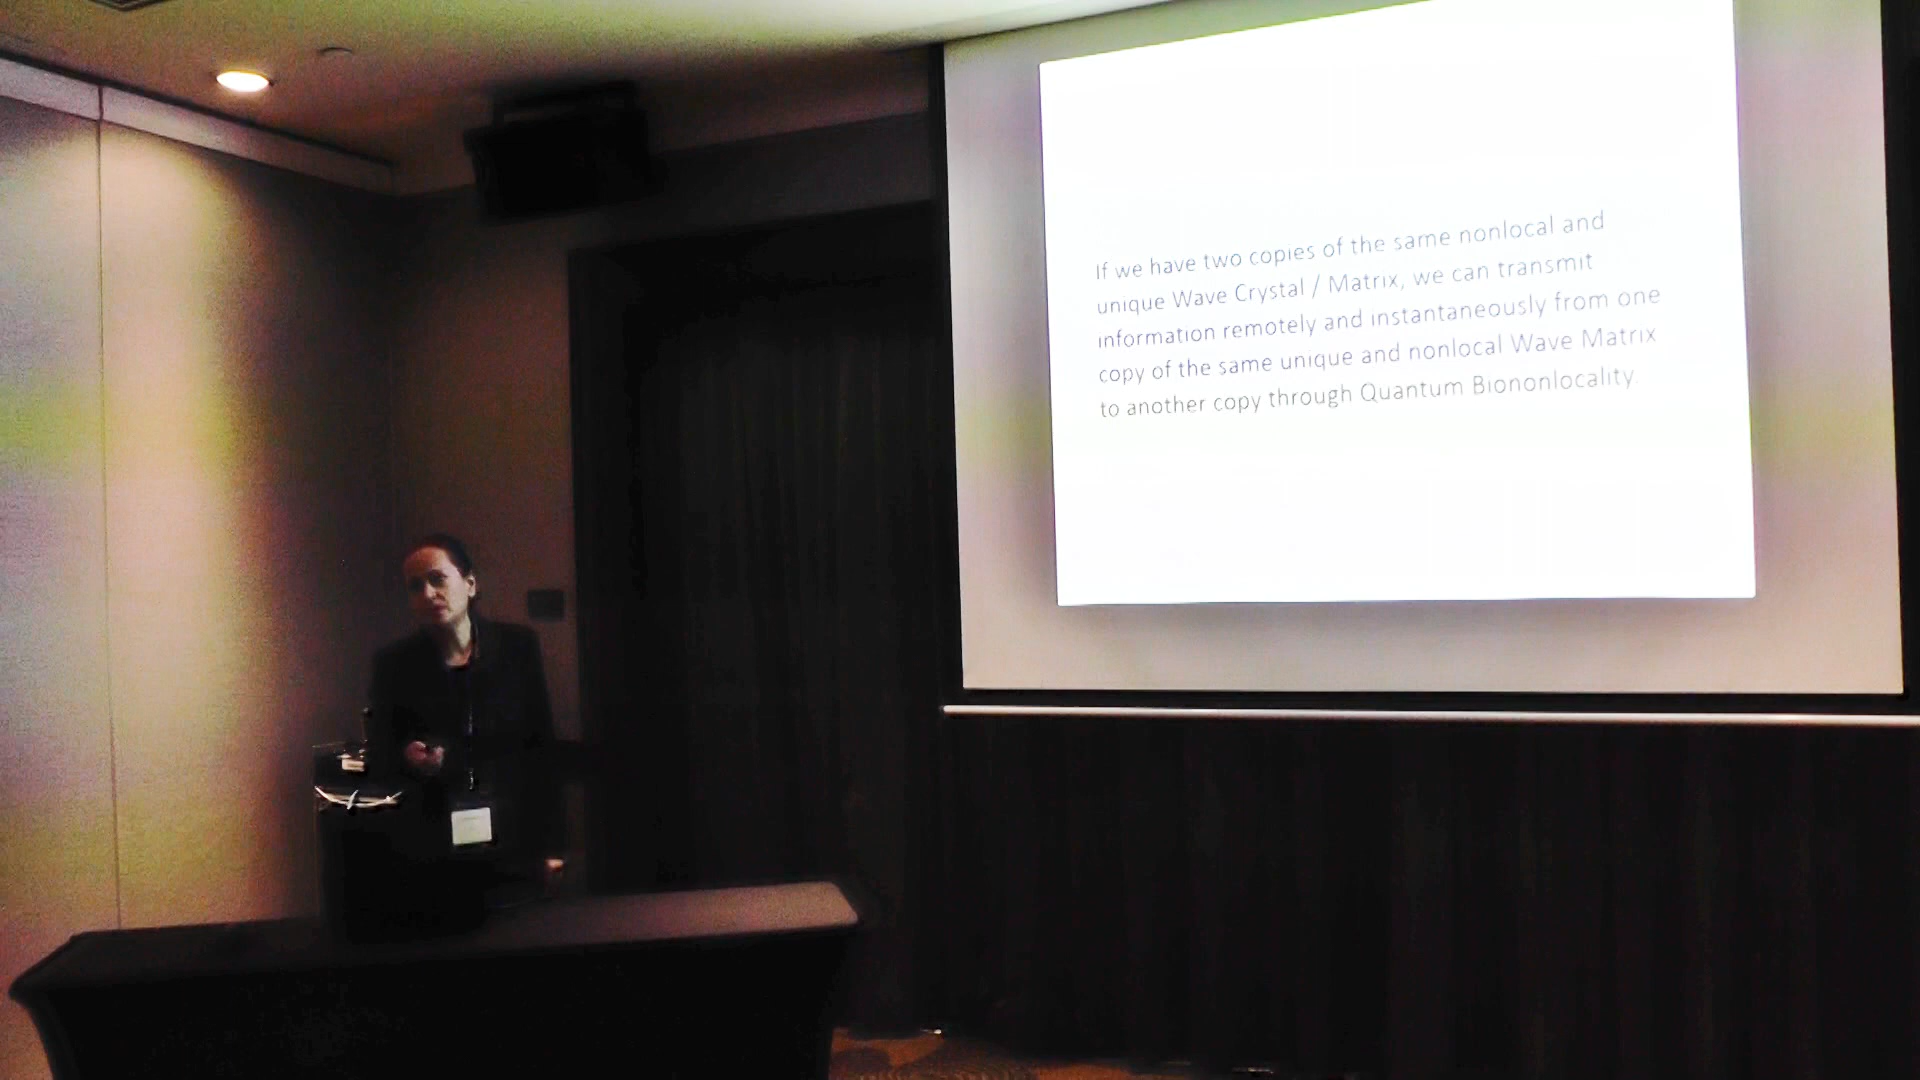 If we have two copies of the same nonlocal and
unique Wave Crystal / Matrix, we can transmit
information remotely and instantaneously from one
copy of the same unique and nonlocal Wave Matrix
to another copy through Quantum Biononlocality.